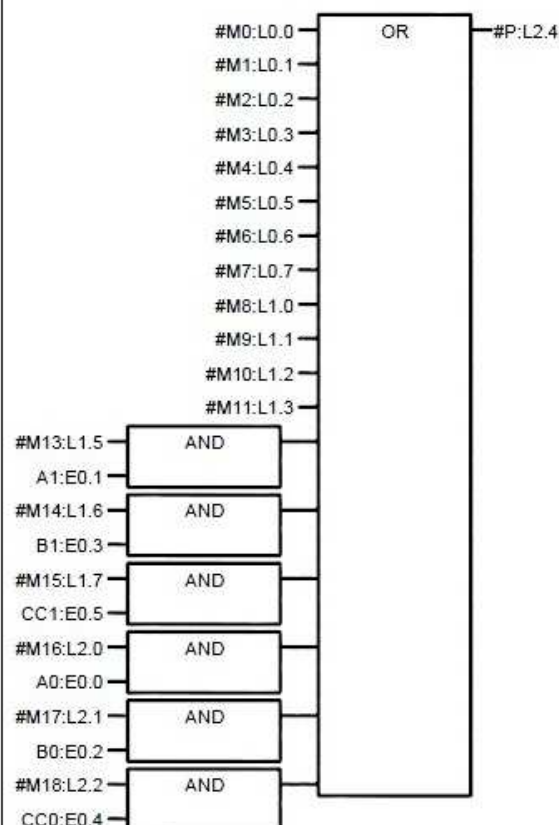 #M0:L0.0 OR #P:L2.4
#M1:L0.1
#M2:L0.2
#M3:L0.3
#M4:L0.4
#M5:L0.5
#M6:L0.6
#M7:L0.7
#M8:L1.0
#M9:L1.1
#M10:L1.2
#M11:L1.3
#M13:L1.5 AND
A1:E0.1
#M14:L1.6 AND
B1:E0.3
#M15:L1.7 AND
CC1:E0.5
#M16:L2.0 AND
A0:E0.0
#M17:L2.1 AND
B0:E0.2
#M18:L2.2 AND
CC0:E0.4